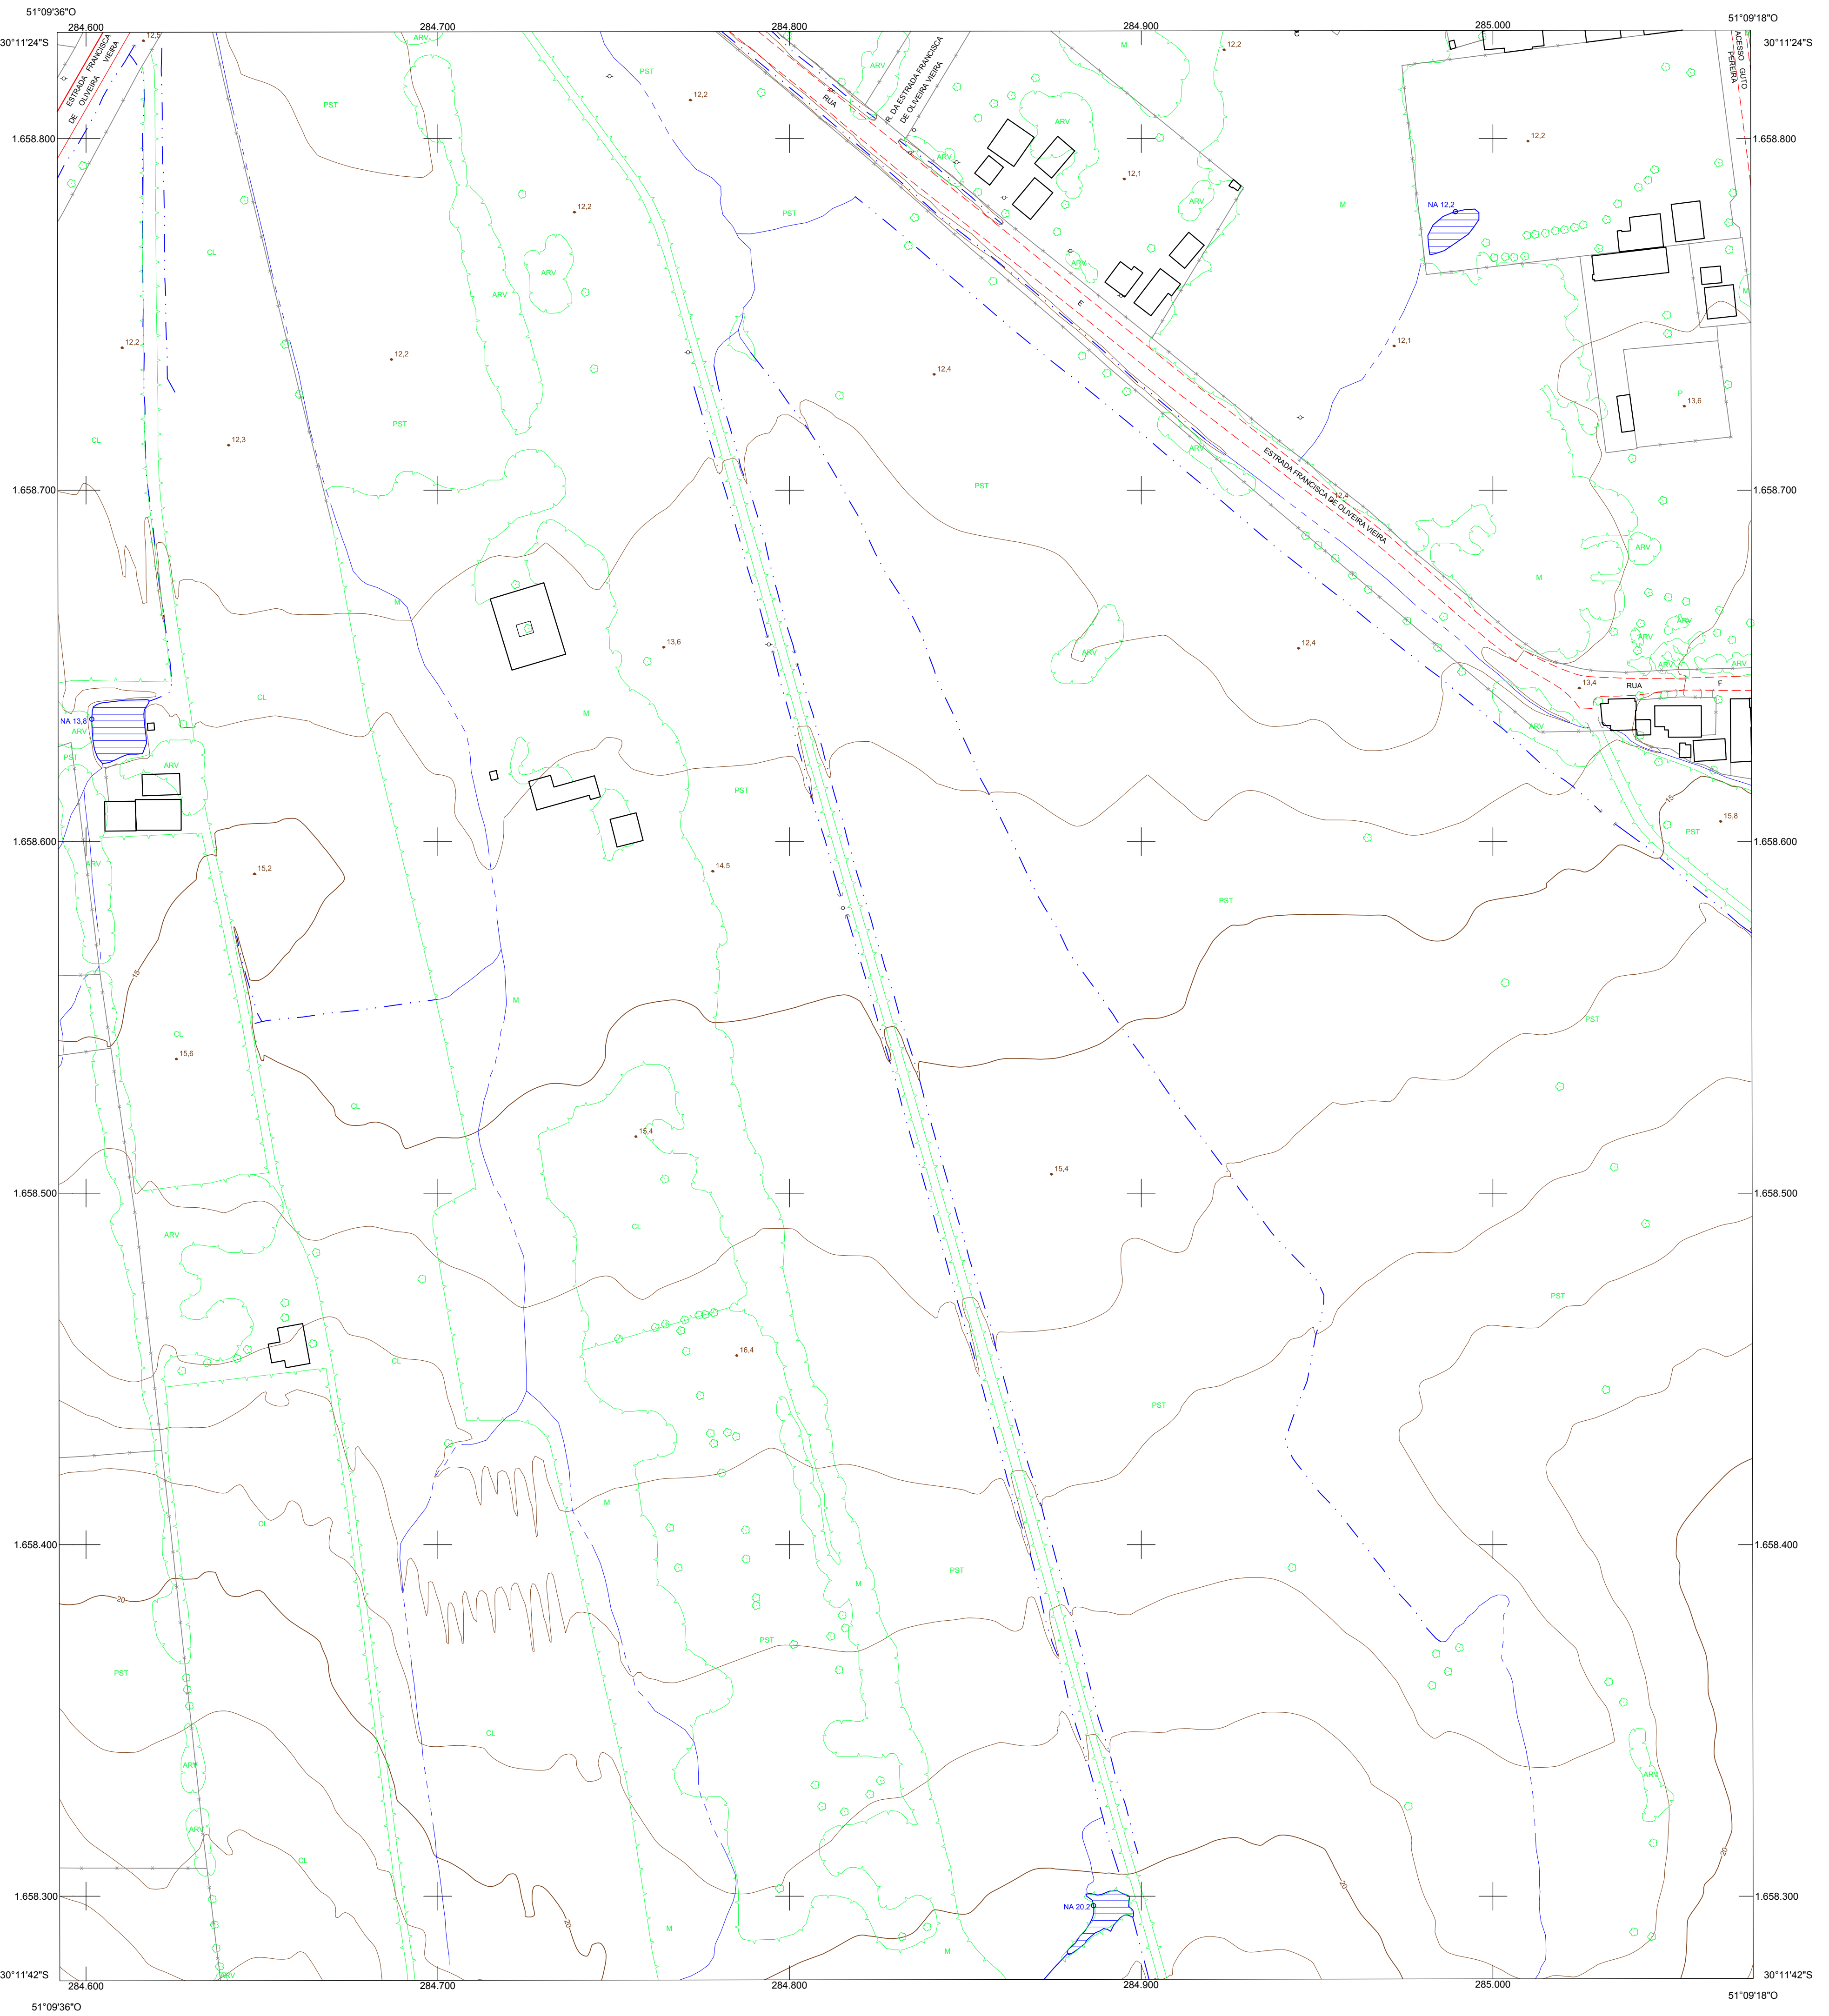 51°09'36"O
51°09'18"O
284.600
284.700
284.800
284.900
285.000
30°11'24"S
30°11'24"S
12,5
ARV
M
12,2
ESTRADA FRANCISCA
DE OLIVEIRA VIEIRA
PST
PST
12,2
ARV
RUA
R. DA ESTRADA FRANCISCA
DE OLIVEIRA VIEIRA
ACESSO GUTO
PEREIRA
ARV
1.658.800
12,2
1.658.800
ARV
12,1
ARV
M
NA 12,2
12,2
PST
CL
ARV
ARV
ARV
E
M
12,2
12,2
12,1
12,4
P
13,6
PST
CL
12,3
ARV
ESTRADA FRANCISCA DE OLIVEIRA VIEIRA
PST
1.658.700
12,4
1.658.700
ARV
M
M
ARV
ARV
13,6
12,4
ARV
ARV
ARV
CL
13,4
RUA
F
M
NA 13,8
ARV
ARV
PST
ARV
PST
15
15,8
PST
1.658.600
1.658.600
ARV
15,2
14,5
PST
15
M
PST
CL
15,6
CL
15,4
15,4
1.658.500
1.658.500
ARV
CL
PST
16,4
CL
PST
M
CL
1.658.400
1.658.400
PST
M
20
PST
PST
CL
ARV
ARV
ARV
20
CL
20
1.658.300
NA 20,2
1.658.300
20
M
M
ARV
30°11'42"S
30°11'42"S
284.600
284.700
284.800
284.900
285.000
51°09'36"O
51°09'18"O